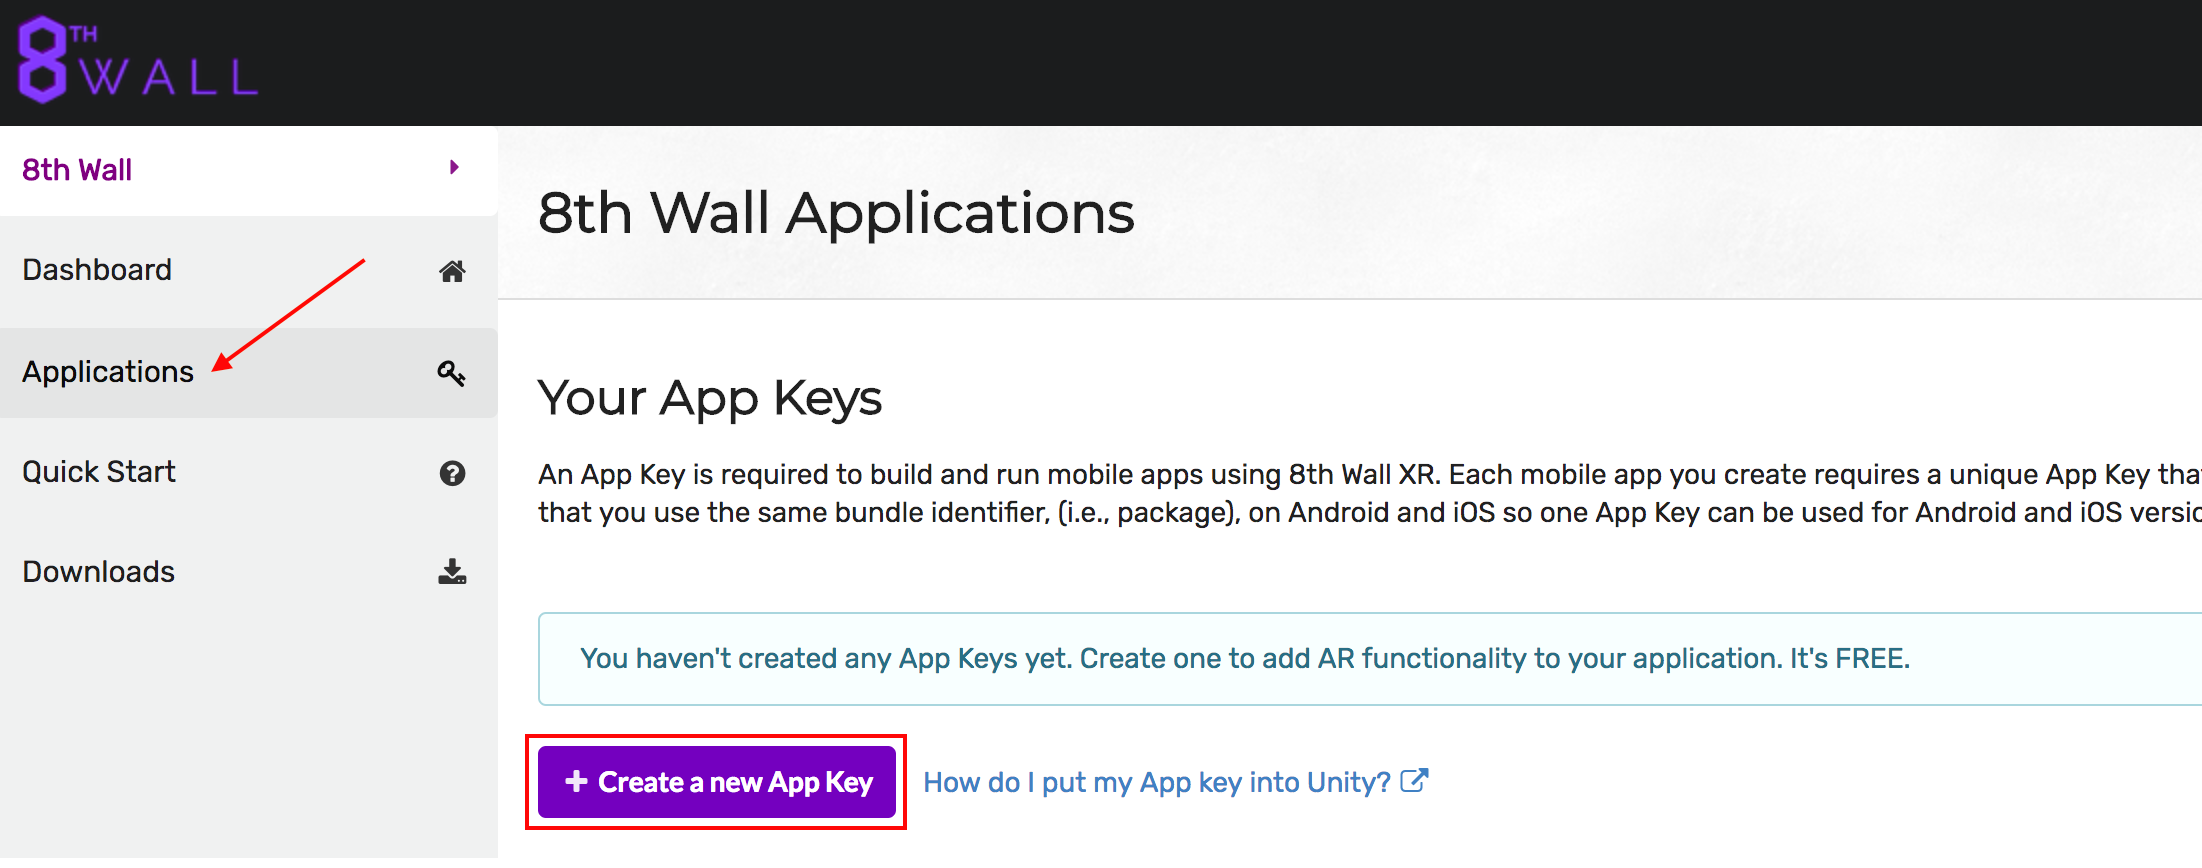 8TH WALL
8th Wall
Dashboard
Applications
Quick Start
Downloads
8th Wall Applications
Your App Keys
An App Key is required to build and run mobile apps using 8th Wall XR. Each mobile app you create requires a unique App Key
that you use the same bundle identifier, (i.e., package), on Android and iOS so one App Key can be used for Android and iOS
You haven't created any App Keys yet. Create one to add AR functionality to your application. It's FREE.
+ Create a new App Key
How do I put my App key into Unity?